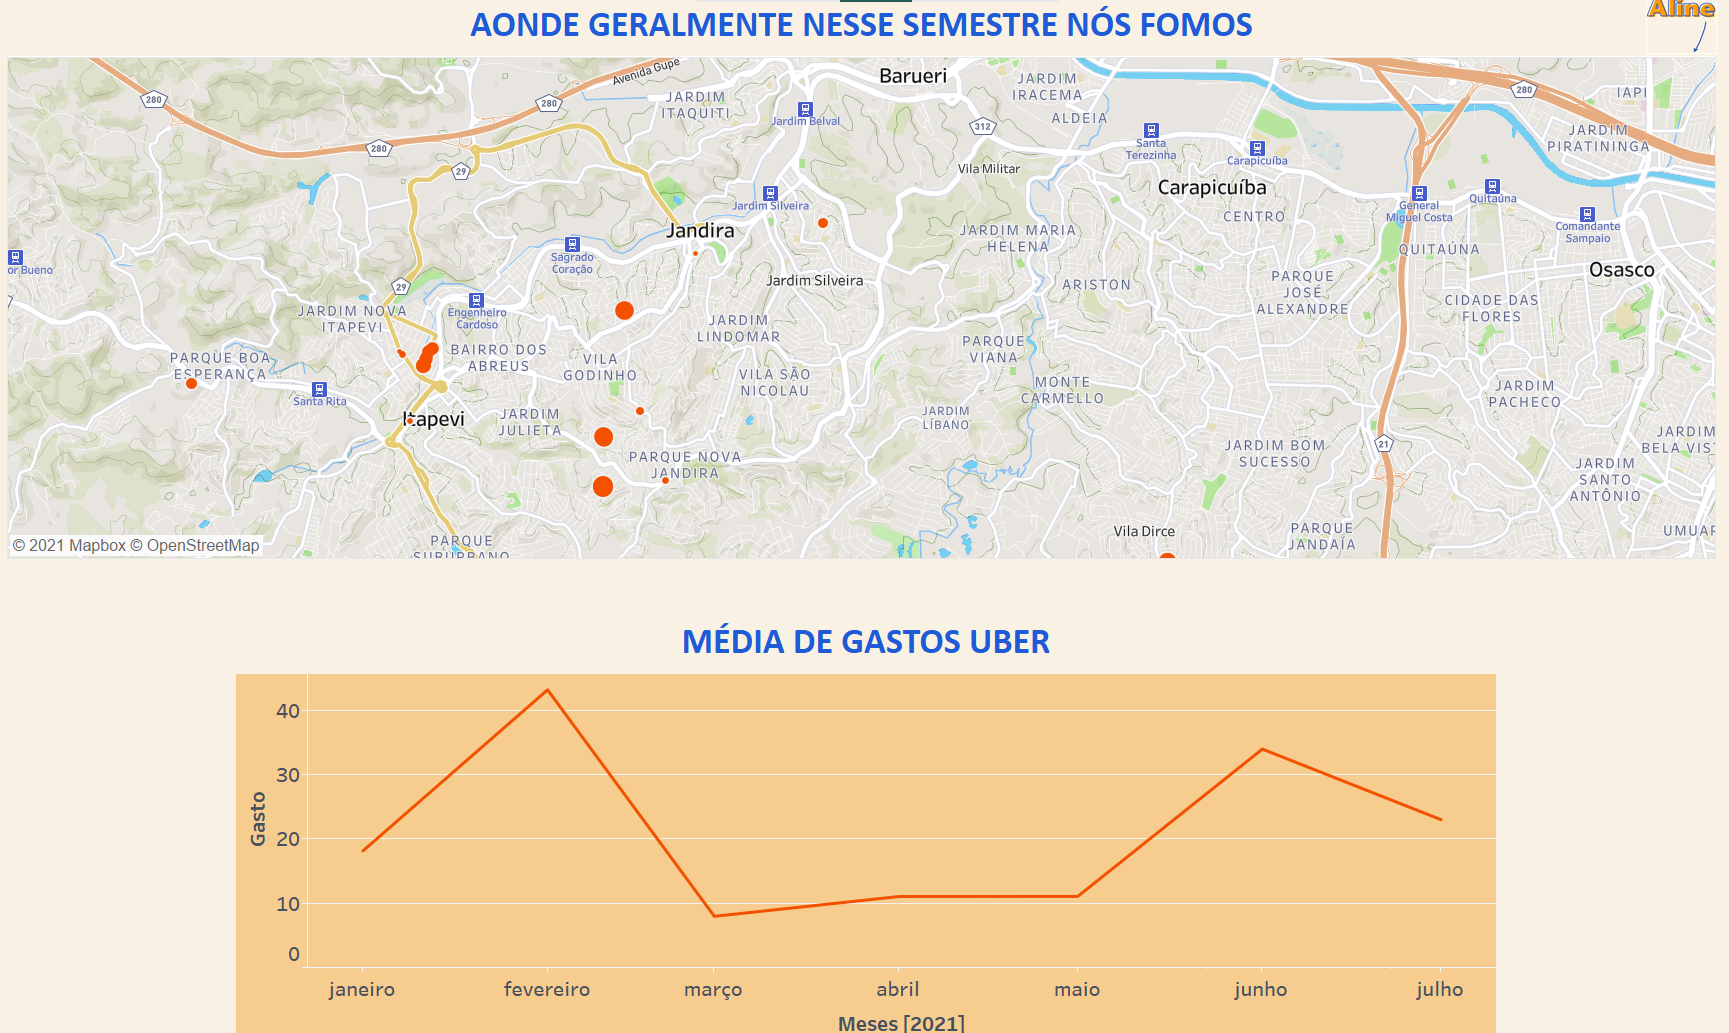 Aline
AONDE GERALMENTE NESSE SEMESTRE NÓS FOMOS
Avenida Gupe
Barueri
JARDIM
IRACEMA
280
280
280
IAPI
JARDIM
ITAQUITI
Jardim Belval
312
ALDEIA
Santa
Terezinha
Carapicuíba
JARDIM
PIRATININGA
280
29
Vila Militar
Carapicuíba
General
Miguel Costa
Quitaúna
Jardim Silveira
CENTRO
Comandante
Sampaio
Jandira
JARDIM MARIA
HELENA
QUITAÚNA
or Bueno
Sagrado
Coração
Jardim Silveira
ARISTON
PARQUE
JOSÉ
ALEXANDRE
Osasco
29
JARDIM NOVA
ITAPEVI
Engenheiro
Cardoso
CIDADE DAS
FLORES
JARDIM
LINDOMAR
PARQUE
VIANA
PARQUE BOA
ESPERANÇA
BAIRRO DOS
ABREUS
VILA
GODINHO
VILA SÃO
NICOLAU
MONTE
CARMELLO
JARDIM
PACHECO
Santa Rita
Itapevi
JARDIM
JULIETA
JARDIM
LÍBANO
21
JARDIM BOM
SUCESSO
JARDIM
BELA VIST
PARQUE NOVA
JANDIRA
JARDIM
SANTO
ANTÔNIO
Vila Dirce
PARQUE
JANDAÍA
UMUAR
PARQUE
SUBURBANO
© 2021 Mapbox © OpenStreetMap
MÉDIA DE GASTOS UBER
40
30
20
10
0
Gasto
janeiro fevereiro março abril maio junho julho
Meses [2021]